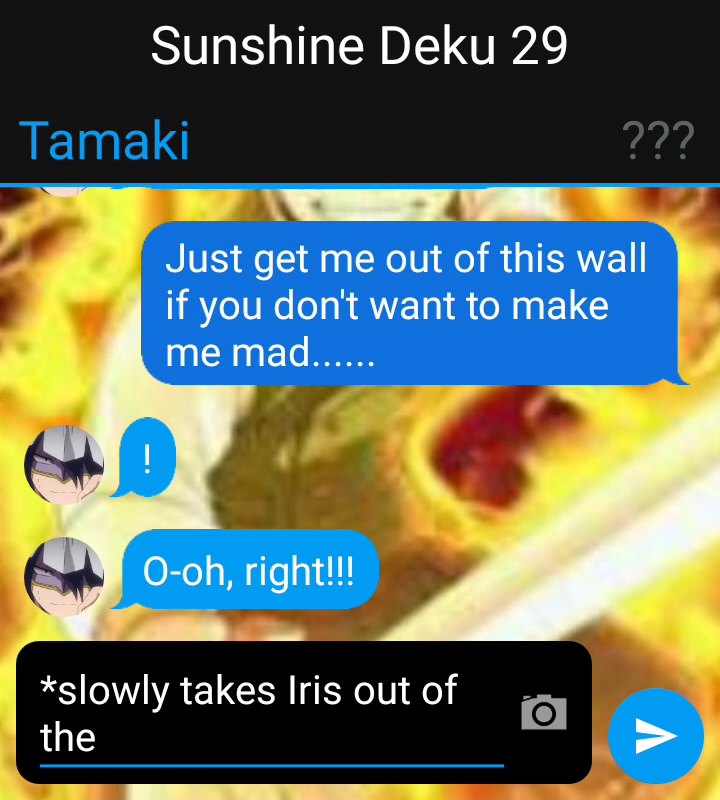 Sunshine Deku 29
Tamaki
???
Just get me out of this wall
if you don't want to make
me mad......
!
O-oh, right!!!
*slowly takes Iris out of
the